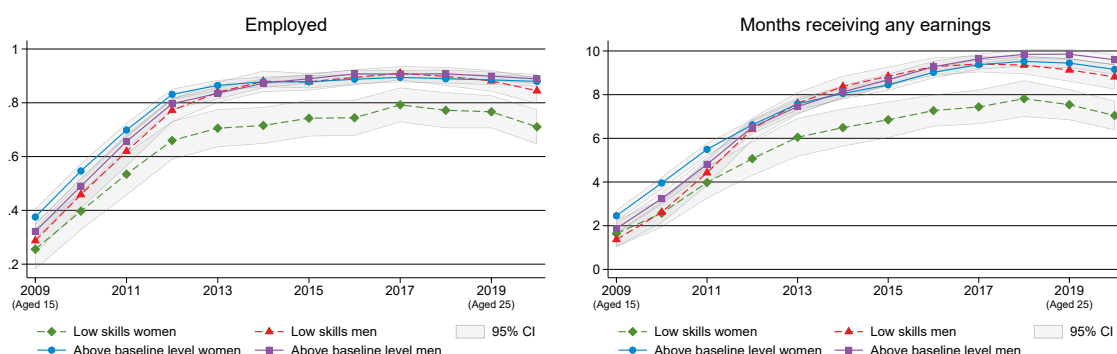 Employed
1
.8
.6
.4
.2
2009
(Aged 15)
2011
2013
2015
2017
2019
(Aged 25)
Low skills women
Low skills men
95% CI
Above baseline level women
Above baseline level men
Months receiving any earnings
10
8
6
4
2
0
2009
(Aged 15)
2011
2013
2015
2017
2019
(Aged 25)
Low skills women
Low skills men
95% CI
Above baseline level women
Above baseline level men